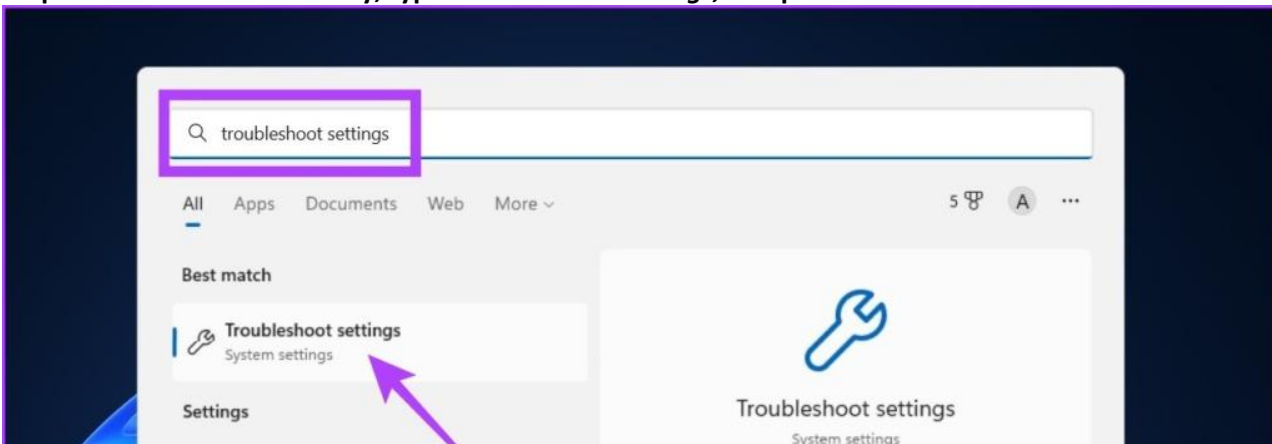 troubleshoot settings
All Apps Documents Web More
5 A ...
Best match
Troubleshoot settings
System settings
Settings
Troubleshoot settings
System settings